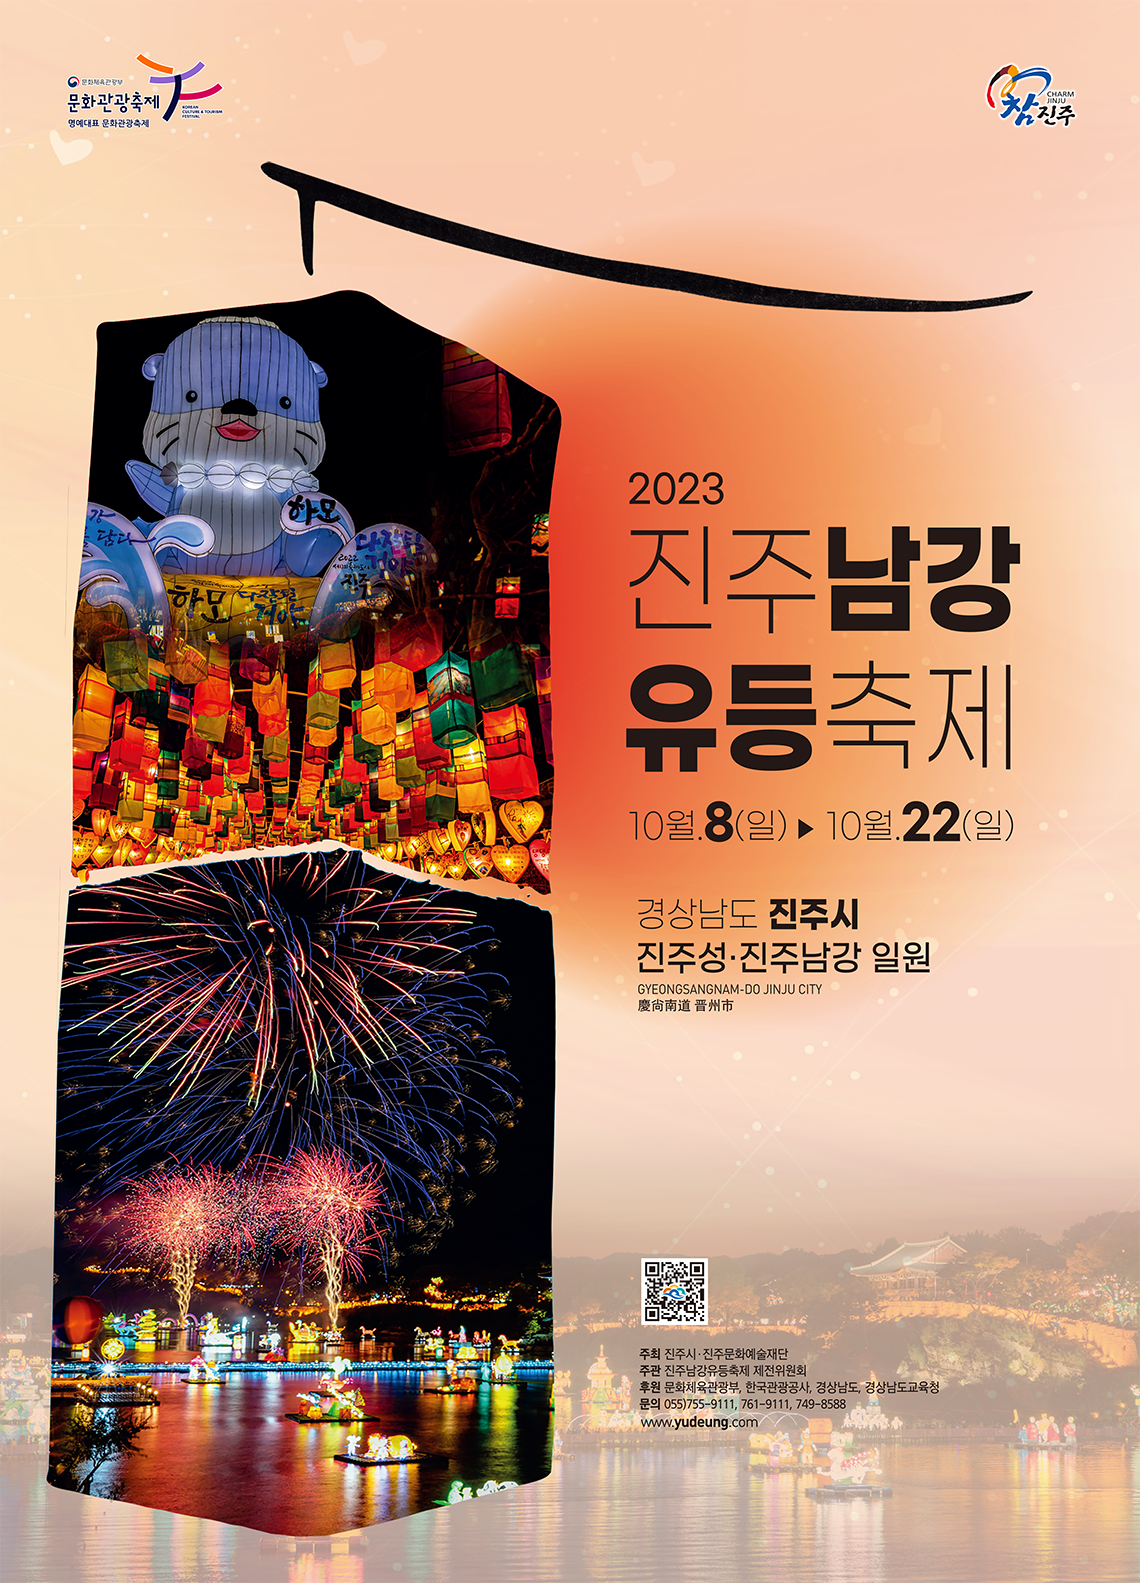 문화체육관광부
문화관광축제
KOREAN
CULTURE & TOURISM
FESTIVAL
명예대표 문화관광축제
CHARM
JINJU
참진주
하모
하모
진주
2023
진주남강
유등축제
10월.8(일) ▶ 10월.22(일)
경상남도 진주시
진주성·진주남강 일원
GYEONGSANGNAM-DO JINJU CITY
慶尙南道 晋州市
주최 진주시·진주문화예술재단
주관 진주남강유등축제 제전위원회
후원 문화체육관광부, 한국관광공사, 경상남도, 경상남도교육청
문의 055)755-9111, 761-9111, 749-8588
www.yudeung.com